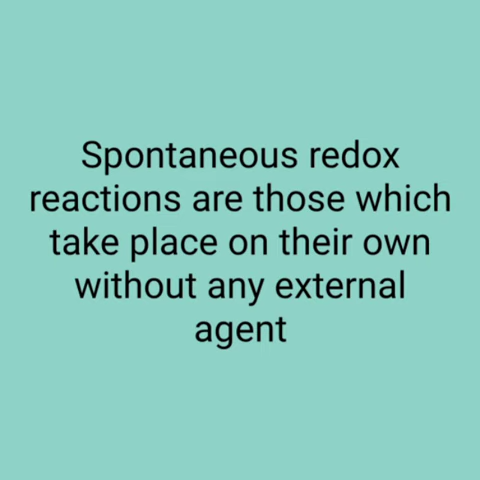 Spontaneous redox
reactions are those which
take place on their own
without any external
agent